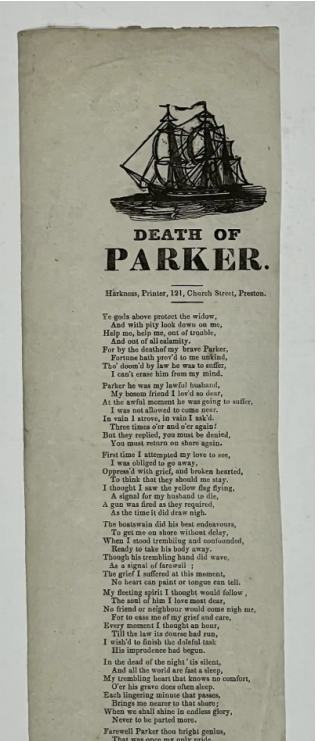 DEATH OF
PARKER.
Harkness, Printer, 121, Church Street, Preston.
Ye gods above protect the widow,
And with pity look down on me,
Help me, help me, out of trouble,
And out of all calamity.
For by the deathof my brave Parker,
Fortune hath prov'd to me unkind,
Tho' doom'd by law he was to suffer,
I can't erase him from my mind.
Parker he was my lawful husband,
My bosom friend I lov'd so dear,
At the awful moment he was going to suffer,
I was not allowed to come near.
In vain I strove, in vain I ask'd,
Three times o'er and o'er again!
But they replied, you must be denied,
You must return on shore again.
First time I attempted my love to see,
I was obliged to go away,
Oppress'd with grief, and broken hearted,
To think that they should me stay.
I thought I saw the yellow flag flying,
A signal for my husband to die,
A gun was fired as they required,
As the time it did draw nigh.
The boatswain did his best endeavours,
To get me on shore without delay,
When I stood trembling and confounded,
Ready to take his body away.
Though his trembling hand did wave,
As a signal of farewell ;
The grief I suffered at this moment,
No heart can paint or tongue can tell.
My fleeting spirit I thought would follow,
The soul of him I love most dear,
No friend or neighbour would come nigh me,
For to ease me of my grief and care.
Every moment I thought an hour,
Till the law its course had run,
I wish'd to finish the doleful task
His imprudence had begun.
In the dead of the night 'tis silent,
And all the world are fast a sleep,
My trembling heart that knows no comfort,
O'er his grave does often sleep.
Each lingering minute that passes,
Brings me nearer to that shore;
When we shall shine in endless glory,
Never to be parted more.
Farewell Parker thou bright genius,
That was once my only pride